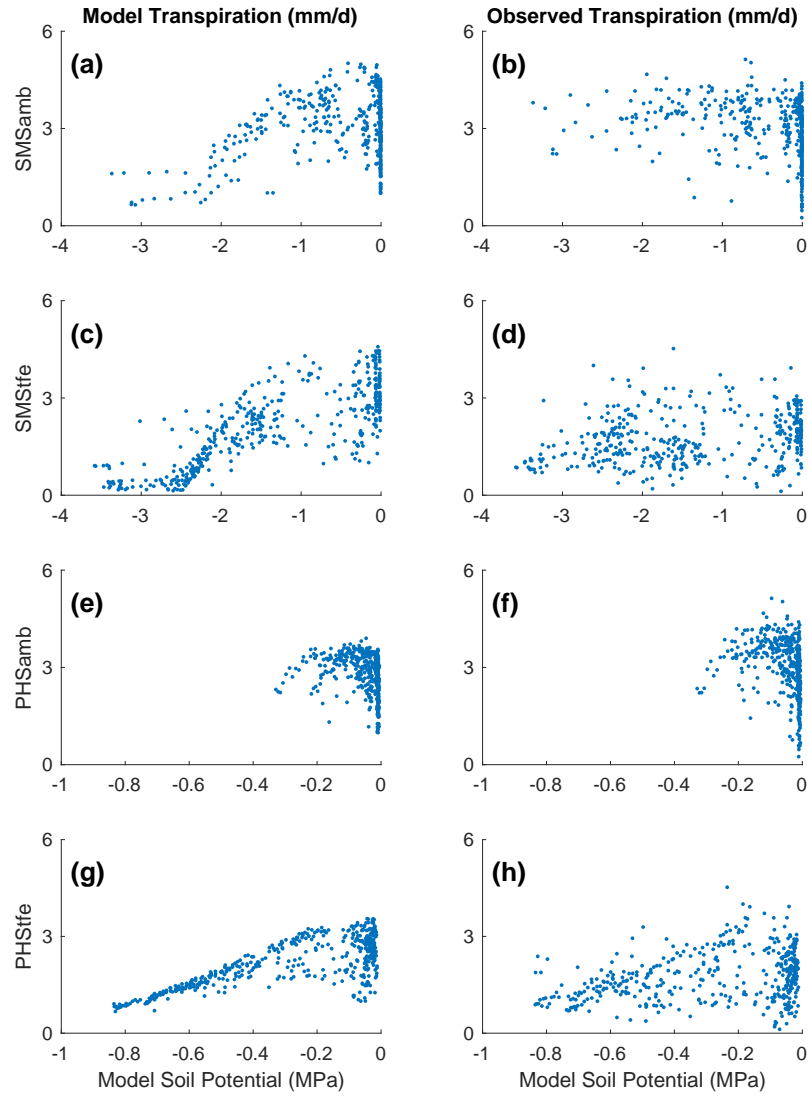 Model Transpiration (mm/d) Observed Transpiration (mm/d)
(a) (b)
SMSamb
6
3
0
-4 -3 -2 -1 0
6
3
0
-4 -3 -2 -1 0
(c) (d)
SMStfe
6
3
0
-4 -3 -2 -1 0
6
3
0
-4 -3 -2 -1 0
(e) (f)
PHSamb
6
3
0
-1 -0.8 -0.6 -0.4 -0.2 0
6
3
0
-1 -0.8 -0.6 -0.4 -0.2 0
(g) (h)
PHStfe
6
3
0
-1 -0.8 -0.6 -0.4 -0.2 0
6
3
0
-1 -0.8 -0.6 -0.4 -0.2 0
Model Soil Potential (MPa) Model Soil Potential (MPa)